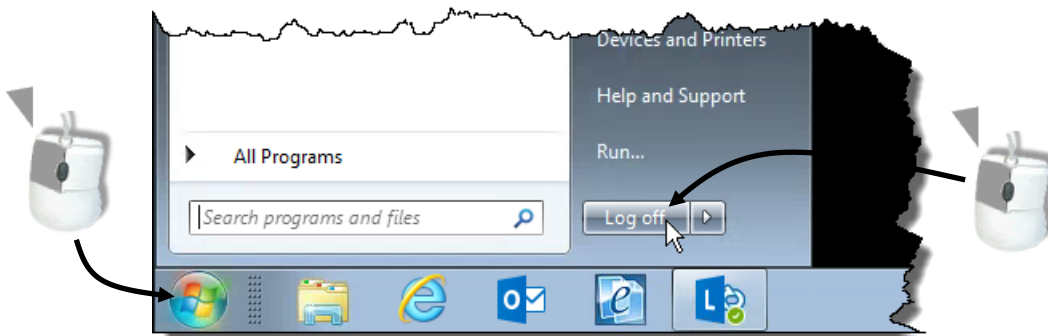 Devices and Printers
Help and Support
All Programs
Run...
Search programs and files
Log off